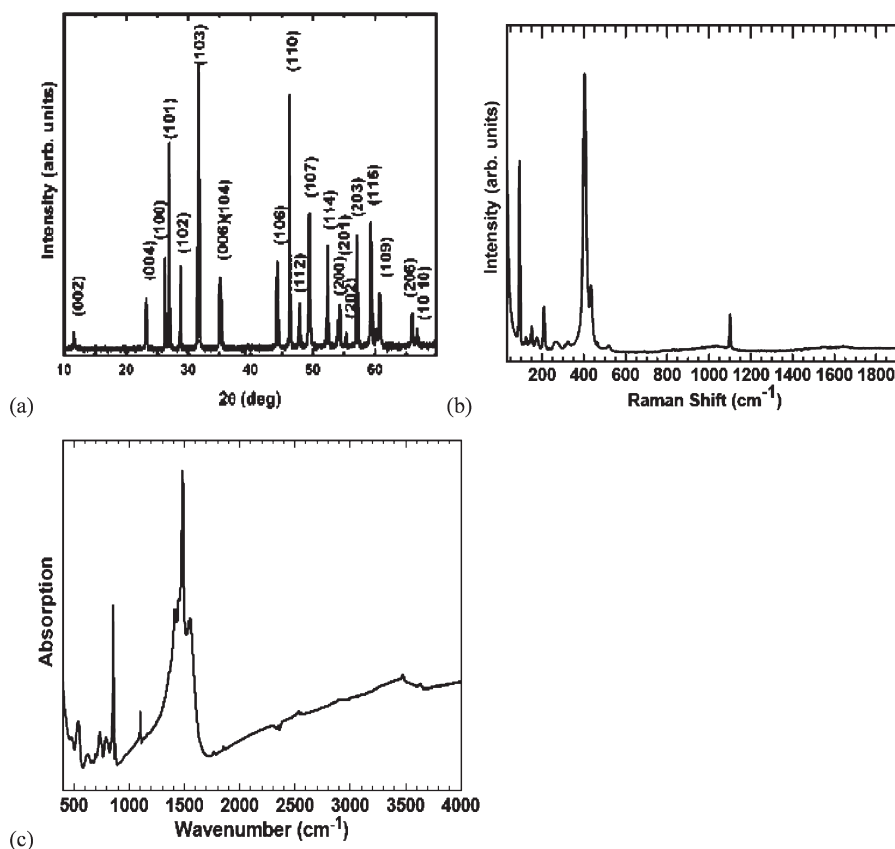 (a)
Intensity (arb. units)
(002)
(004)
(100)
(101)
(102)
(103)
(006)
(104)
(106)
(110)
(112)
(107)
(114)
(200)
(201)
(202)
(203)
(116)
(109)
(206)
(10 10)
10 20 30 40 50 60
2θ (deg)
(b)
Intensity (arb. units)
200 400 600 800 1000 1200 1400 1600 1800
Raman Shift (cm⁻¹)
(c)
Absorption
500 1000 1500 2000 2500 3000 3500 4000
Wavenumber (cm⁻¹)